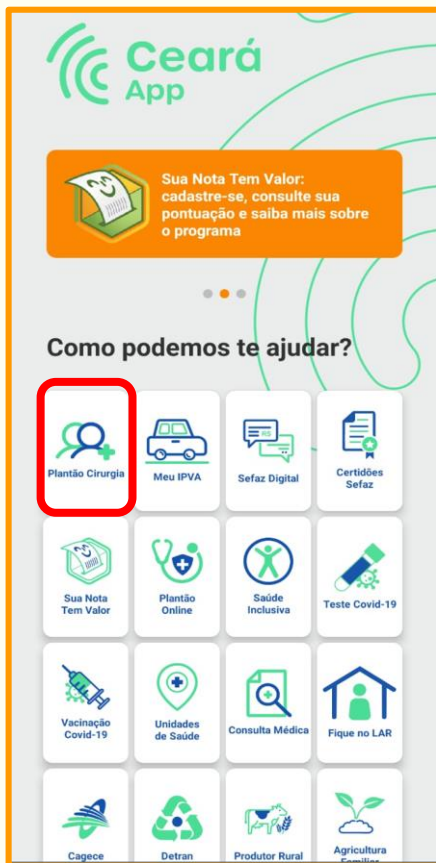 Ceará
App
Sua Nota Tem Valor:
cadastre-se, consulte sua
pontuação e saiba mais sobre
o programa
Como podemos te ajudar?
Plantão Cirurgia
Meu IPVA
Sefaz Digital
Certidões
Sefaz
Sua Nota
Tem Valor
Plantão
Online
Saúde
Inclusiva
Teste Covid-19
Vacinação
Covid-19
Unidades
de Saúde
Consulta Médica
Fique no LAR
Cagece
Detran
Produtor Rural
Agricultura
Familiar